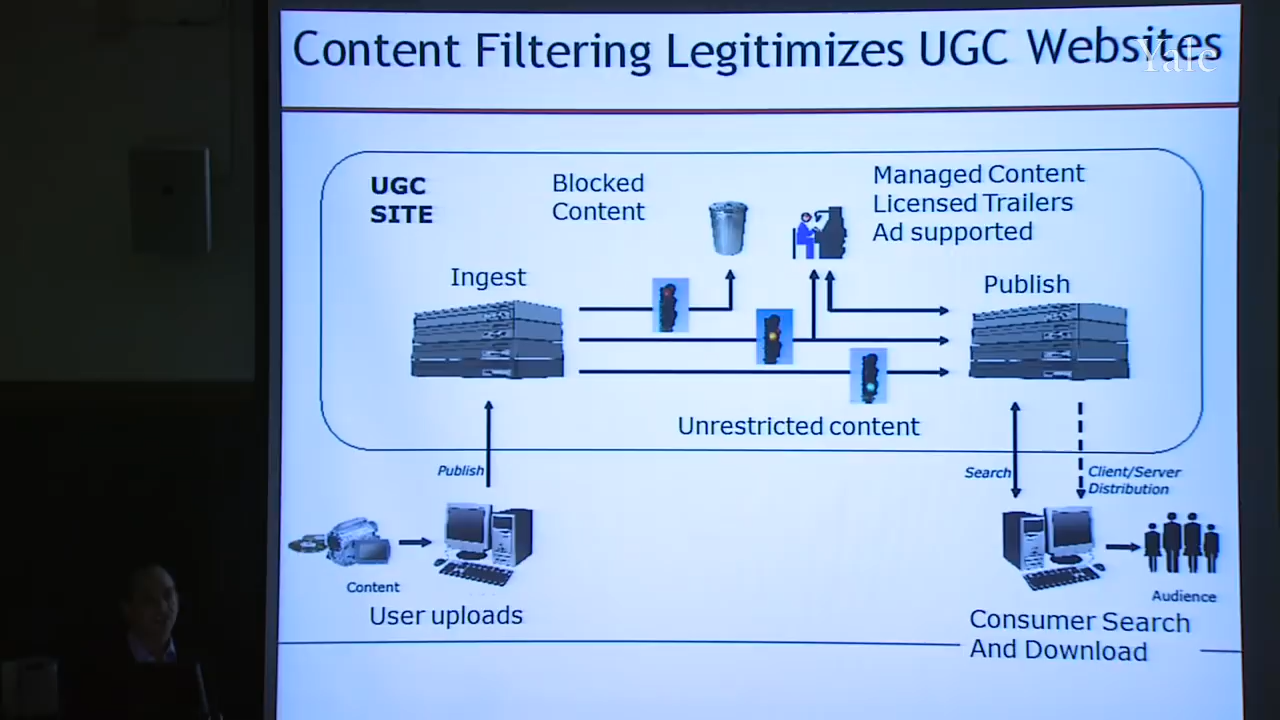 Content Filtering Legitimizes UGC Websites
Yale
UGC
SITE
Blocked
Content
Managed Content
Licensed Trailers
Ad supported
Ingest
Publish
Unrestricted content
Publish
Search
Client/Server
Distribution
Content
User uploads
Audience
Consumer Search
And Download